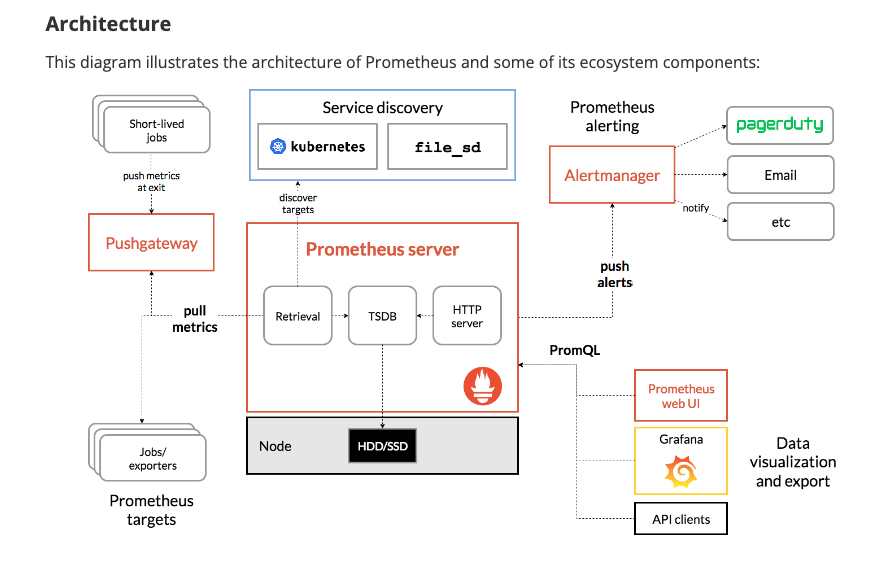 Architecture
This diagram illustrates the architecture of Prometheus and some of its ecosystem components:
Short-lived
jobs
push metrics
at exit
Pushgateway
Service discovery
kubernetes
file_sd
discover
targets
Prometheus
alerting
Alertmanager
pagerduty
Email
notify
etc
Prometheus server
Retrieval
TSDB
HTTP
server
pull
metrics
push
alerts
PromQL
Node
HDD/SSD
Jobs/
exporters
Prometheus
targets
Prometheus
web UI
Grafana
API clients
Data
visualization
and export